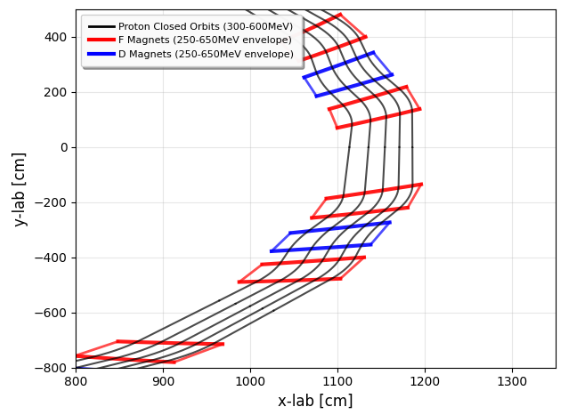 Proton Closed Orbits (300-600MeV)
F Magnets (250-650MeV envelope)
D Magnets (250-650MeV envelope)
400
200
0
−200
−400
−600
−800
y-lab [cm]
800 900 1000 1100 1200 1300
x-lab [cm]